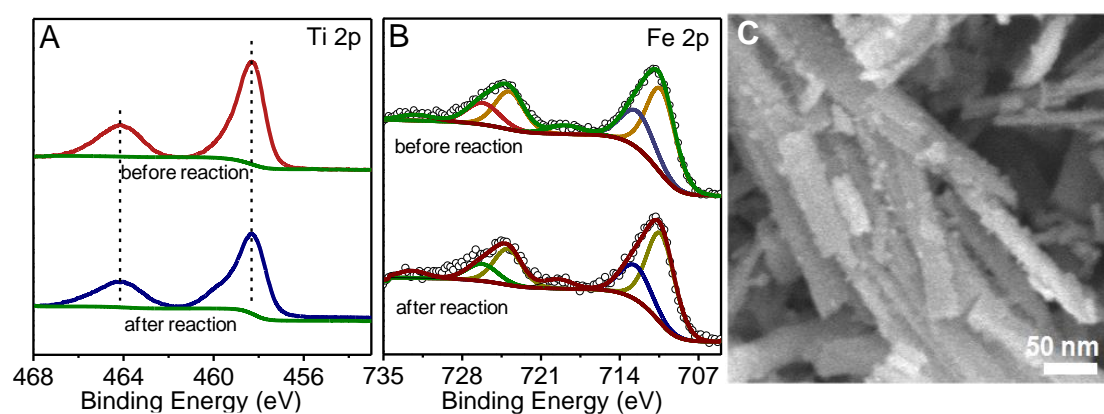 A
Ti 2p
before reaction
after reaction
468 464 460 456
Binding Energy (eV)
B
Fe 2p
before reaction
after reaction
735 728 721 714 707
Binding Energy (eV)
C
50 nm